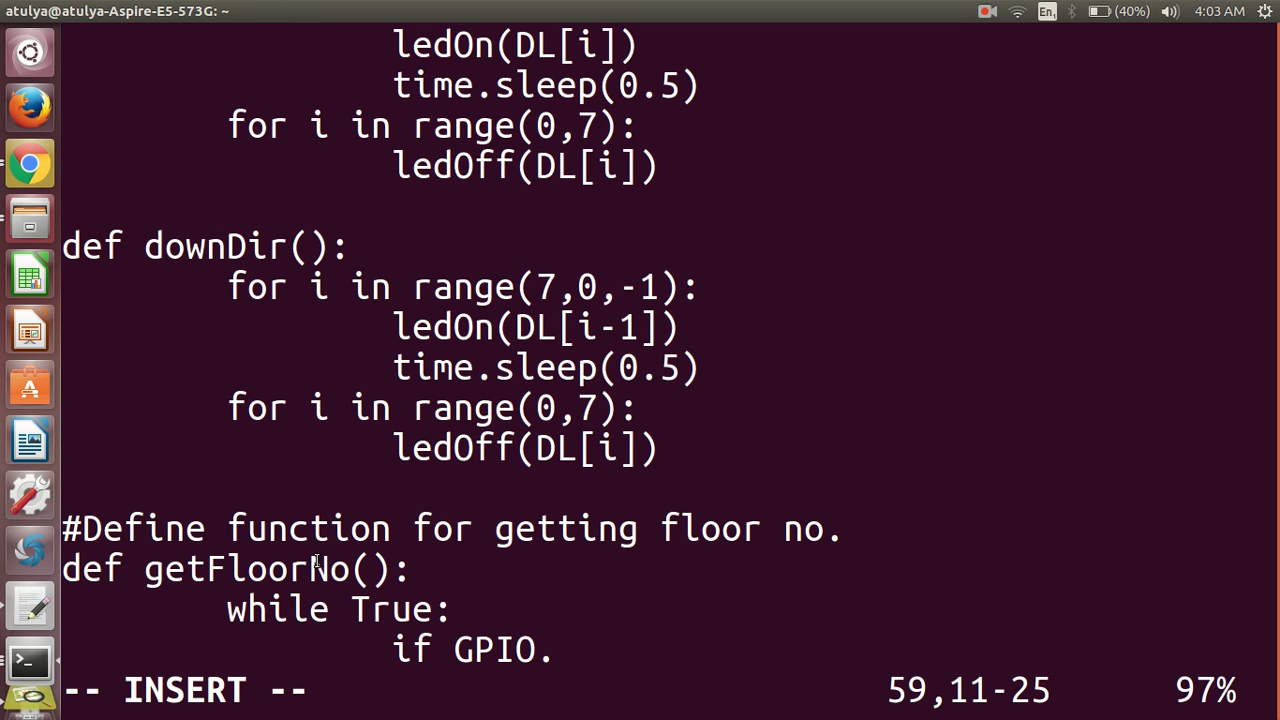 atulya@atulya-Aspire-E5-573G: ~
En1
(40%)
4:03 AM
ledOn(DL[i])
time.sleep(0.5)
for i in range(0,7):
ledOff(DL[i])
def downDir():
for i in range(7,0,-1):
ledOn(DL[i-1])
time.sleep(0.5)
for i in range(0,7):
ledOff(DL[i])
#Define function for getting floor no.
def getFloorNo():
while True:
if GPIO.
-- INSERT --
59,11-25
97%